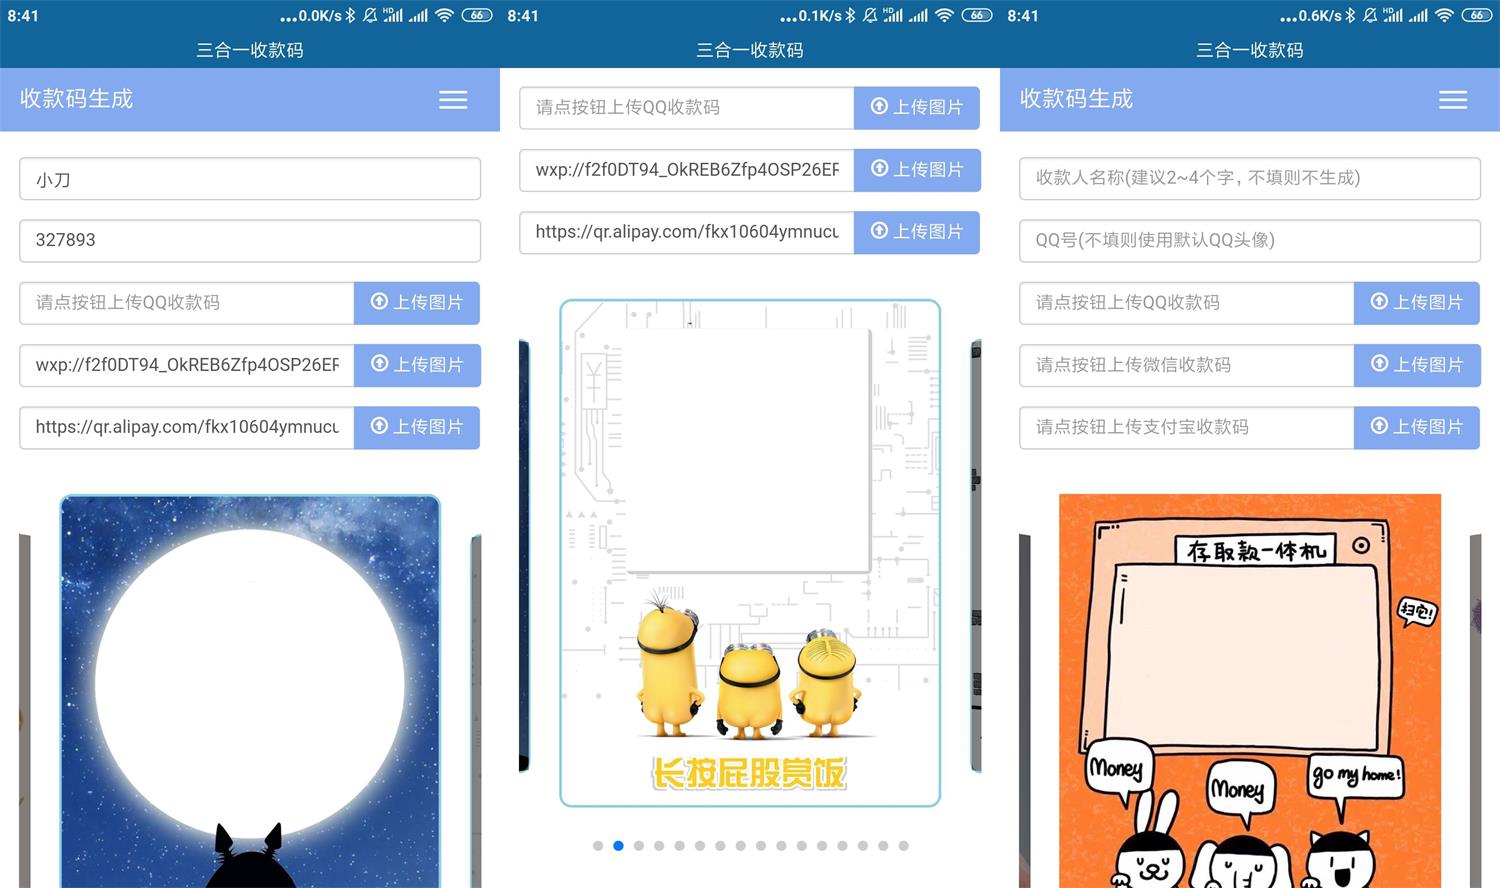 8:41
...0.0K/s
HD
66
三合一收款码
收款码生成
小刀
327893
请点按钮上传QQ收款码
上传图片
wxp://f2f0DT94_OkREB6Zfp4OSP26EF
上传图片
https://qr.alipay.com/fkx10604ymnucu
上传图片
8:41
...0.1K/s
HD
66
三合一收款码
请点按钮上传QQ收款码
上传图片
wxp://f2f0DT94_OkREB6Zfp4OSP26EF
上传图片
https://qr.alipay.com/fkx10604ymnucu
上传图片
¥
长按屁股赏饭
8:41
...0.6K/s
HD
66
三合一收款码
收款码生成
收款人名称(建议2~4个字，不填则不生成)
QQ号(不填则使用默认QQ头像)
请点按钮上传QQ收款码
上传图片
请点按钮上传微信收款码
上传图片
请点按钮上传支付宝收款码
上传图片
存取款一体机
扫它!
Money
Money
go my home!